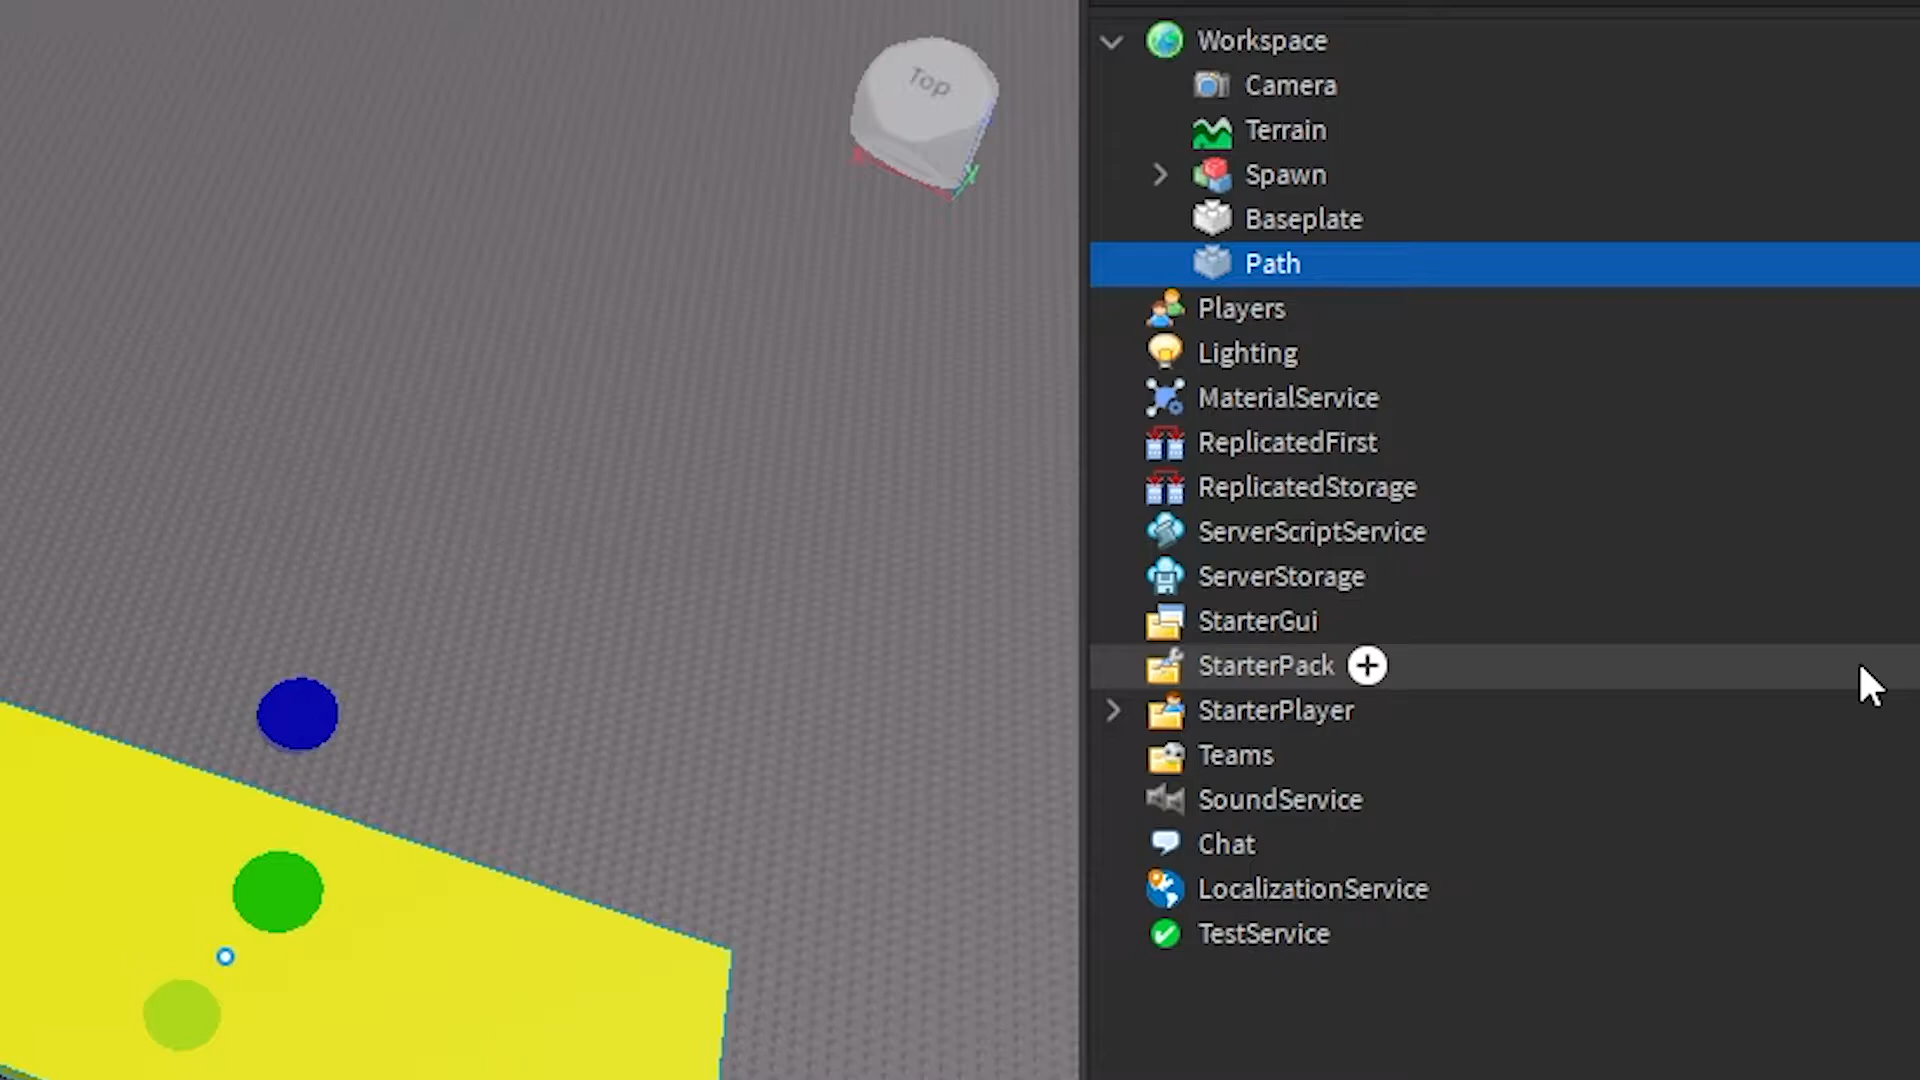 Top
Workspace
Camera
Terrain
Spawn
Baseplate
Path
Players
Lighting
MaterialService
ReplicatedFirst
ReplicatedStorage
ServerScriptService
ServerStorage
StarterGui
StarterPack
StarterPlayer
Teams
SoundService
Chat
LocalizationService
TestService